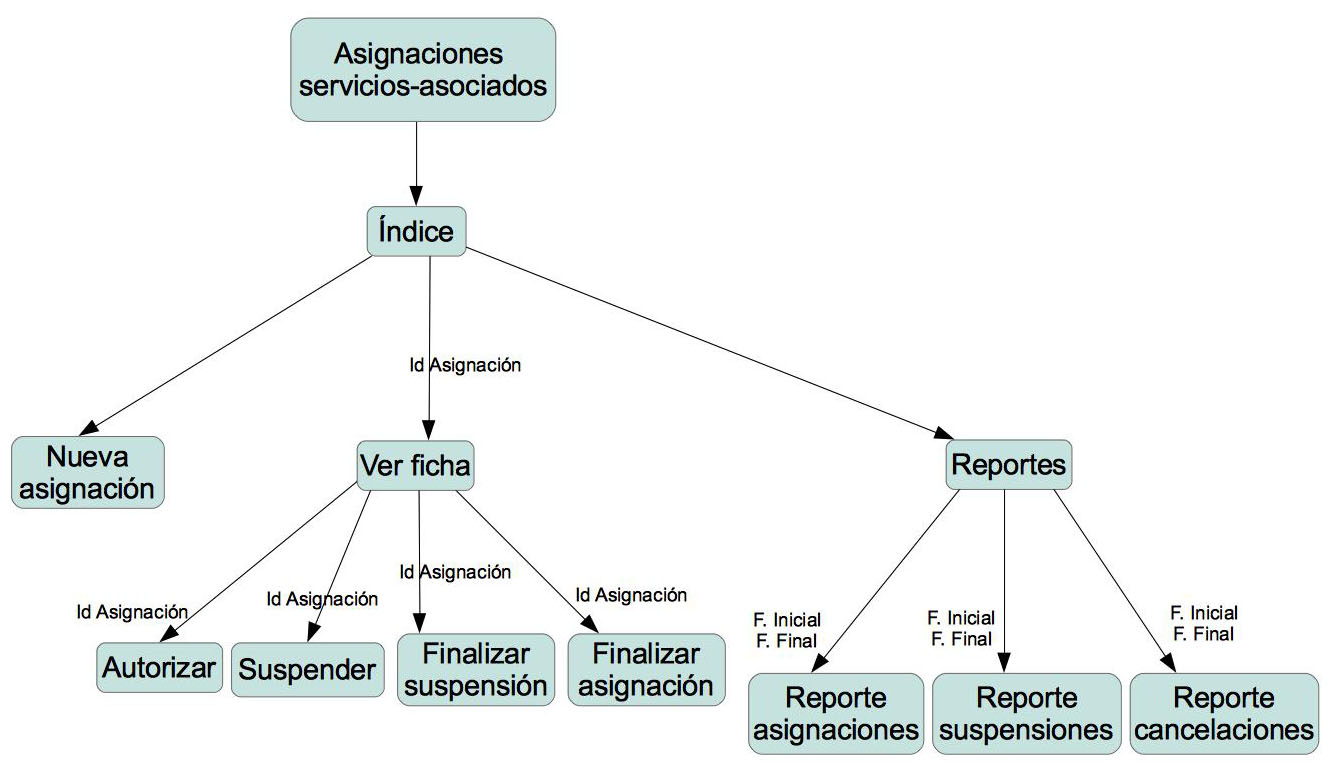 Asignaciones
servicios-asociados
Índice
Id Asignación
Nueva
asignación
Ver ficha
Reportes
Id Asignación
Id Asignación
Id Asignación
Id Asignación
F. Inicial
F. Final
F. Inicial
F. Final
F. Inicial
F. Final
Autorizar
Suspender
Finalizar
suspensión
Finalizar
asignación
Reporte
asignaciones
Reporte
suspensiones
Reporte
cancelaciones